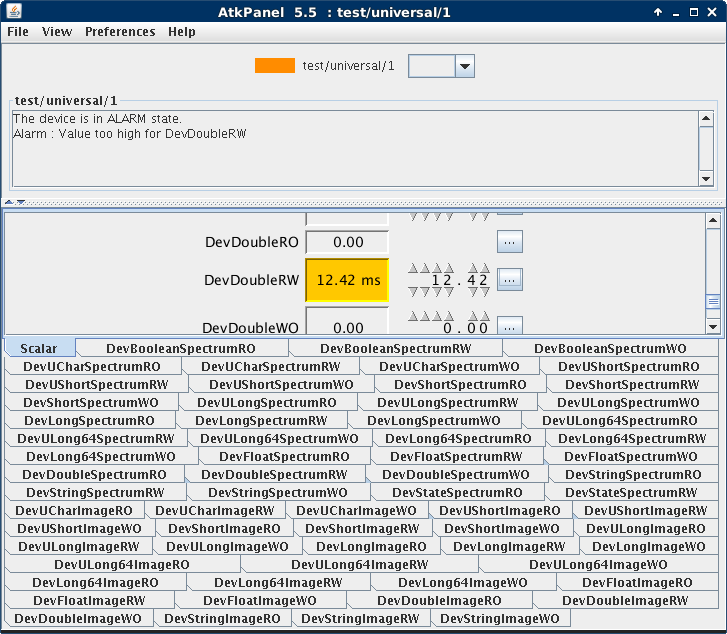 AtkPanel 5.5 : test/universal/1
File View Preferences Help
test/universal/1
test/universal/1
The device is in ALARM state.
Alarm : Value too high for DevDoubleRW
DevDoubleRO 0.00 ...
DevDoubleRW 12.42 ms 12.42 ...
DevDoubleWO 0.00 0.00 ...
Scalar DevBooleanSpectrumRO DevBooleanSpectrumRW DevBooleanSpectrumWO
DevUCharSpectrumRO DevUCharSpectrumRW DevUCharSpectrumWO DevUShortSpectrumRO
DevUShortSpectrumRW DevUShortSpectrumWO DevShortSpectrumRO DevShortSpectrumRW
DevShortSpectrumWO DevULongSpectrumRO DevULongSpectrumRW DevULongSpectrumWO
DevLongSpectrumRO DevLongSpectrumRW DevLongSpectrumWO DevULong64SpectrumRO
DevULong64SpectrumRW DevULong64SpectrumWO DevLong64SpectrumRO DevLong64SpectrumRW
DevLong64SpectrumWO DevFloatSpectrumRO DevFloatSpectrumRW DevFloatSpectrumWO
DevDoubleSpectrumRO DevDoubleSpectrumRW DevDoubleSpectrumWO DevStringSpectrumRO
DevStringSpectrumRW DevStringSpectrumWO DevStateSpectrumRO DevStateSpectrumRW
DevUCharImageRO DevUCharImageRW DevUCharImageWO DevUShortImageRO DevUShortImageRW
DevUShortImageWO DevShortImageRO DevShortImageRW DevShortImageWO DevULongImageRO
DevULongImageRW DevULongImageWO DevLongImageRO DevLongImageRW DevLongImageWO
DevULong64ImageRO DevULong64ImageRW DevULong64ImageWO
DevLong64ImageRO DevLong64ImageRW DevLong64ImageWO DevFloatImageRO
DevFloatImageRW DevFloatImageWO DevDoubleImageRO DevDoubleImageRW
DevDoubleImageWO DevStringImageRO DevStringImageRW DevStringImageWO